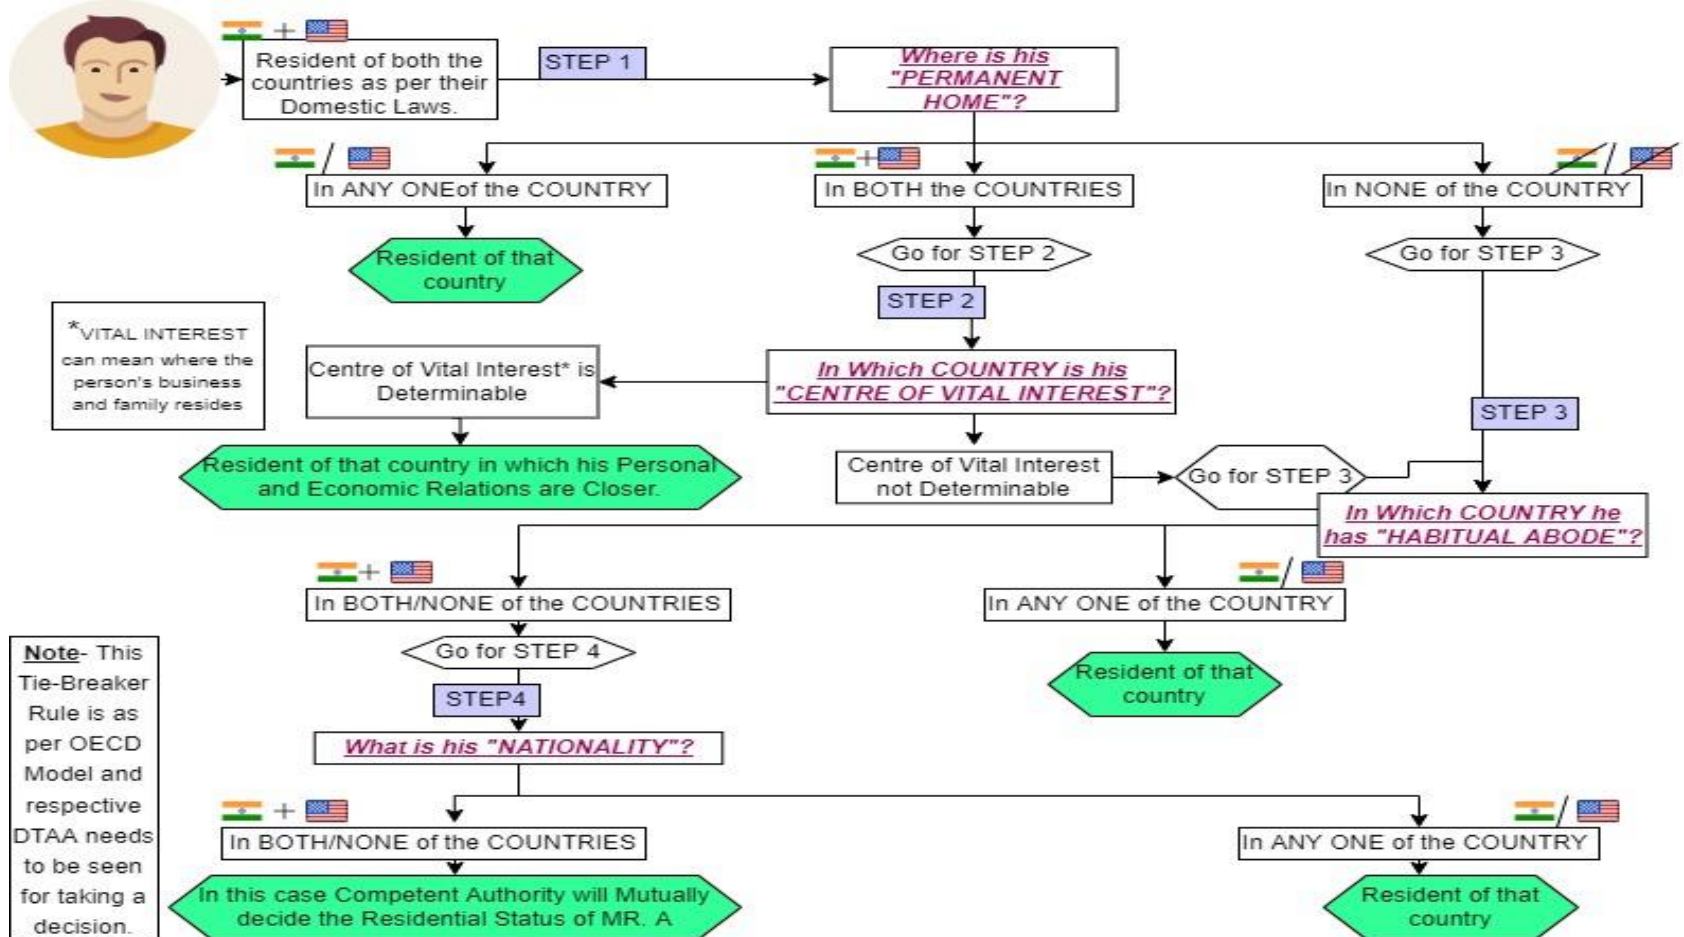 Resident of both the
countries as per their
Domestic Laws.
STEP 1
Where is his
"PERMANENT
HOME"?
In ANY ONEof the COUNTRY
In BOTH the COUNTRIES
In NONE of the COUNTRY
Resident of that
country
Go for STEP 2
Go for STEP 3
STEP 2
*VITAL INTEREST
can mean where the
person's business
and family resides
Centre of Vital Interest* is
Determinable
In Which COUNTRY is his
"CENTRE OF VITAL INTEREST"?
STEP 3
Resident of that country in which his Personal
and Economic Relations are Closer.
Centre of Vital Interest
not Determinable
Go for STEP 3
In Which COUNTRY he
has "HABITUAL ABODE"?
In BOTH/NONE of the COUNTRIES
In ANY ONE of the COUNTRY
Go for STEP 4
Resident of that
country
STEP4
What is his "NATIONALITY"?
Note- This
Tie-Breaker
Rule is as
per OECD
Model and
respective
DTAA needs
to be seen
for taking a
decision.
In BOTH/NONE of the COUNTRIES
In ANY ONE of the COUNTRY
In this case Competent Authority will Mutually
decide the Residential Status of MR. A
Resident of that
country